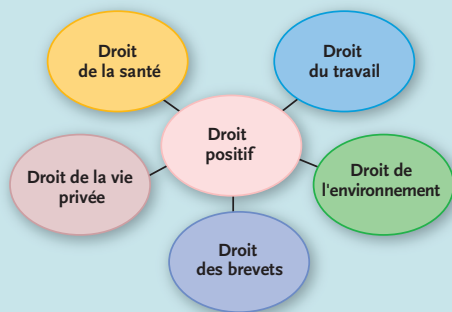 Droit
de la santé
Droit
du travail
Droit
positif
Droit de la vie
privée
Droit de
l'environnement
Droit
des brevets